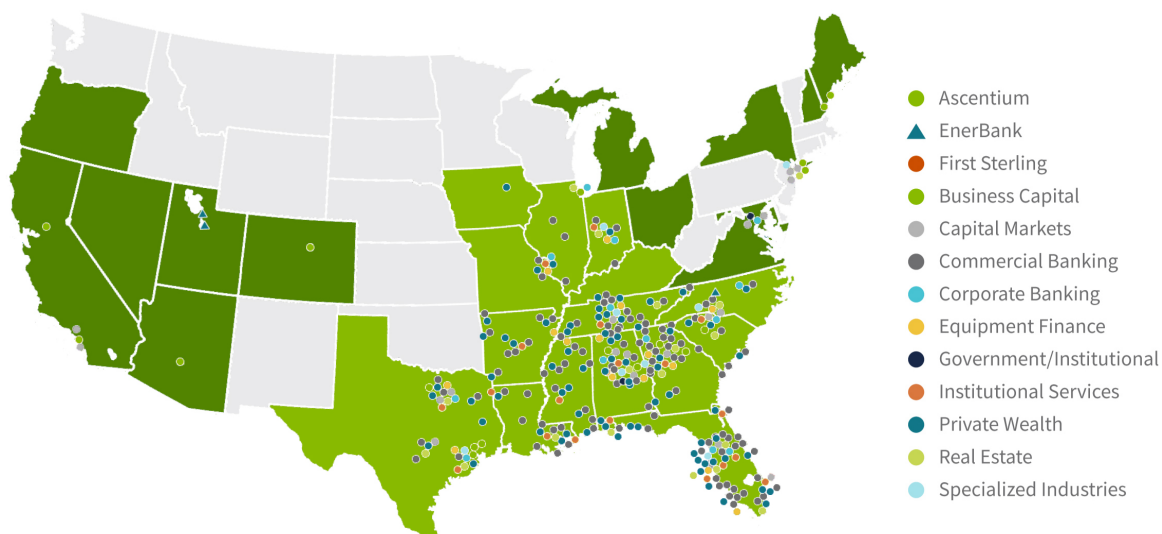 Ascentium
EnerBank
First Sterling
Business Capital
Capital Markets
Commercial Banking
Corporate Banking
Equipment Finance
Government/Institutional
Institutional Services
Private Wealth
Real Estate
Specialized Industries